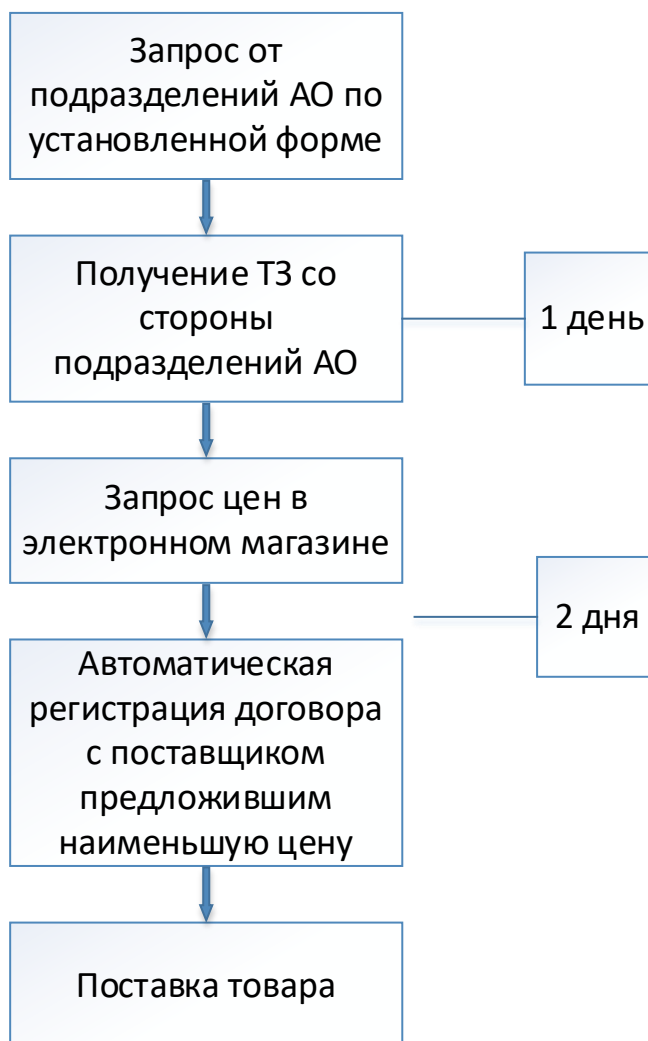 Запрос от
подразделений АО по
установленной форме
Получение ТЗ со
стороны
подразделений АО
1 день
Запрос цен в
электронном магазине
2 дня
Автоматическая
регистрация договора
с поставщиком
предложившим
наименьшую цену
Поставка товара